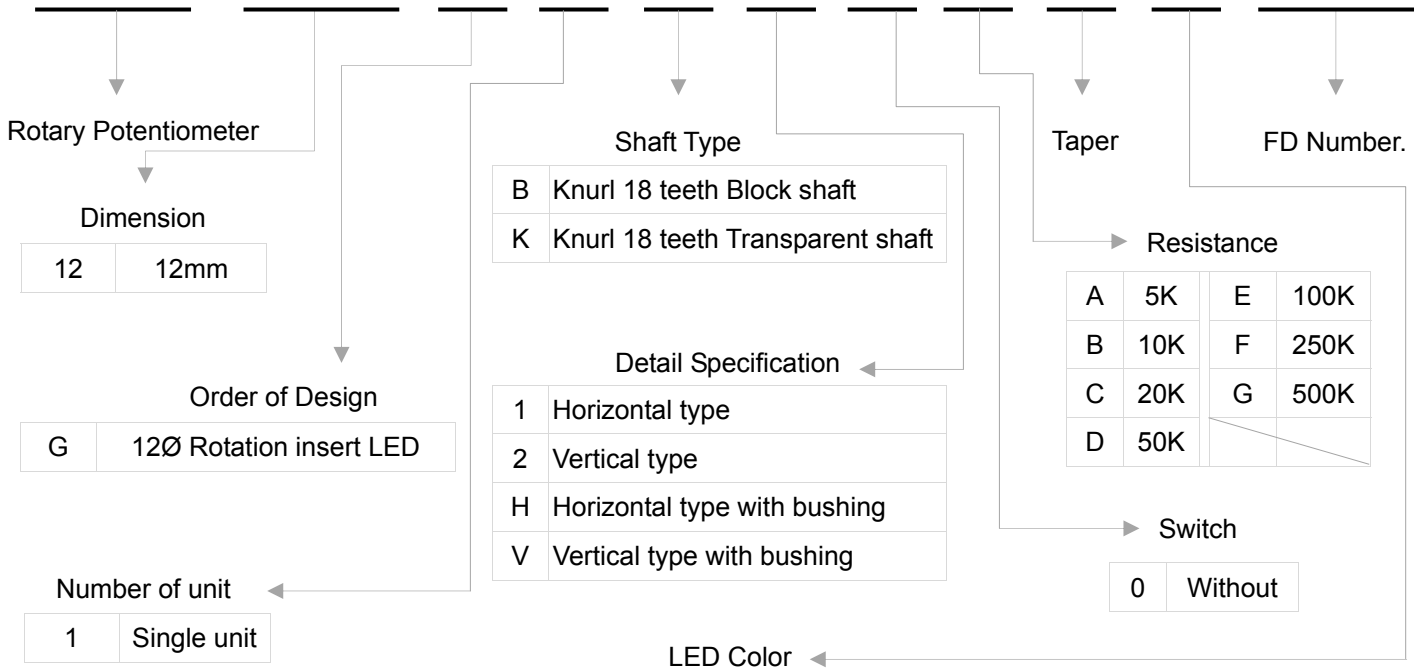 Rotary Potentiometer
Dimension
12 12mm
Order of Design
G 12Ø Rotation insert LED
Number of unit
1 Single unit
Shaft Type
B Knurl 18 teeth Block shaft
K Knurl 18 teeth Transparent shaft
Detail Specification
1 Horizontal type
2 Vertical type
H Horizontal type with bushing
V Vertical type with bushing
LED Color
Taper
FD Number.
Resistance
A 5K E 100K
B 10K F 250K
C 20K G 500K
D 50K
Switch
0 Without